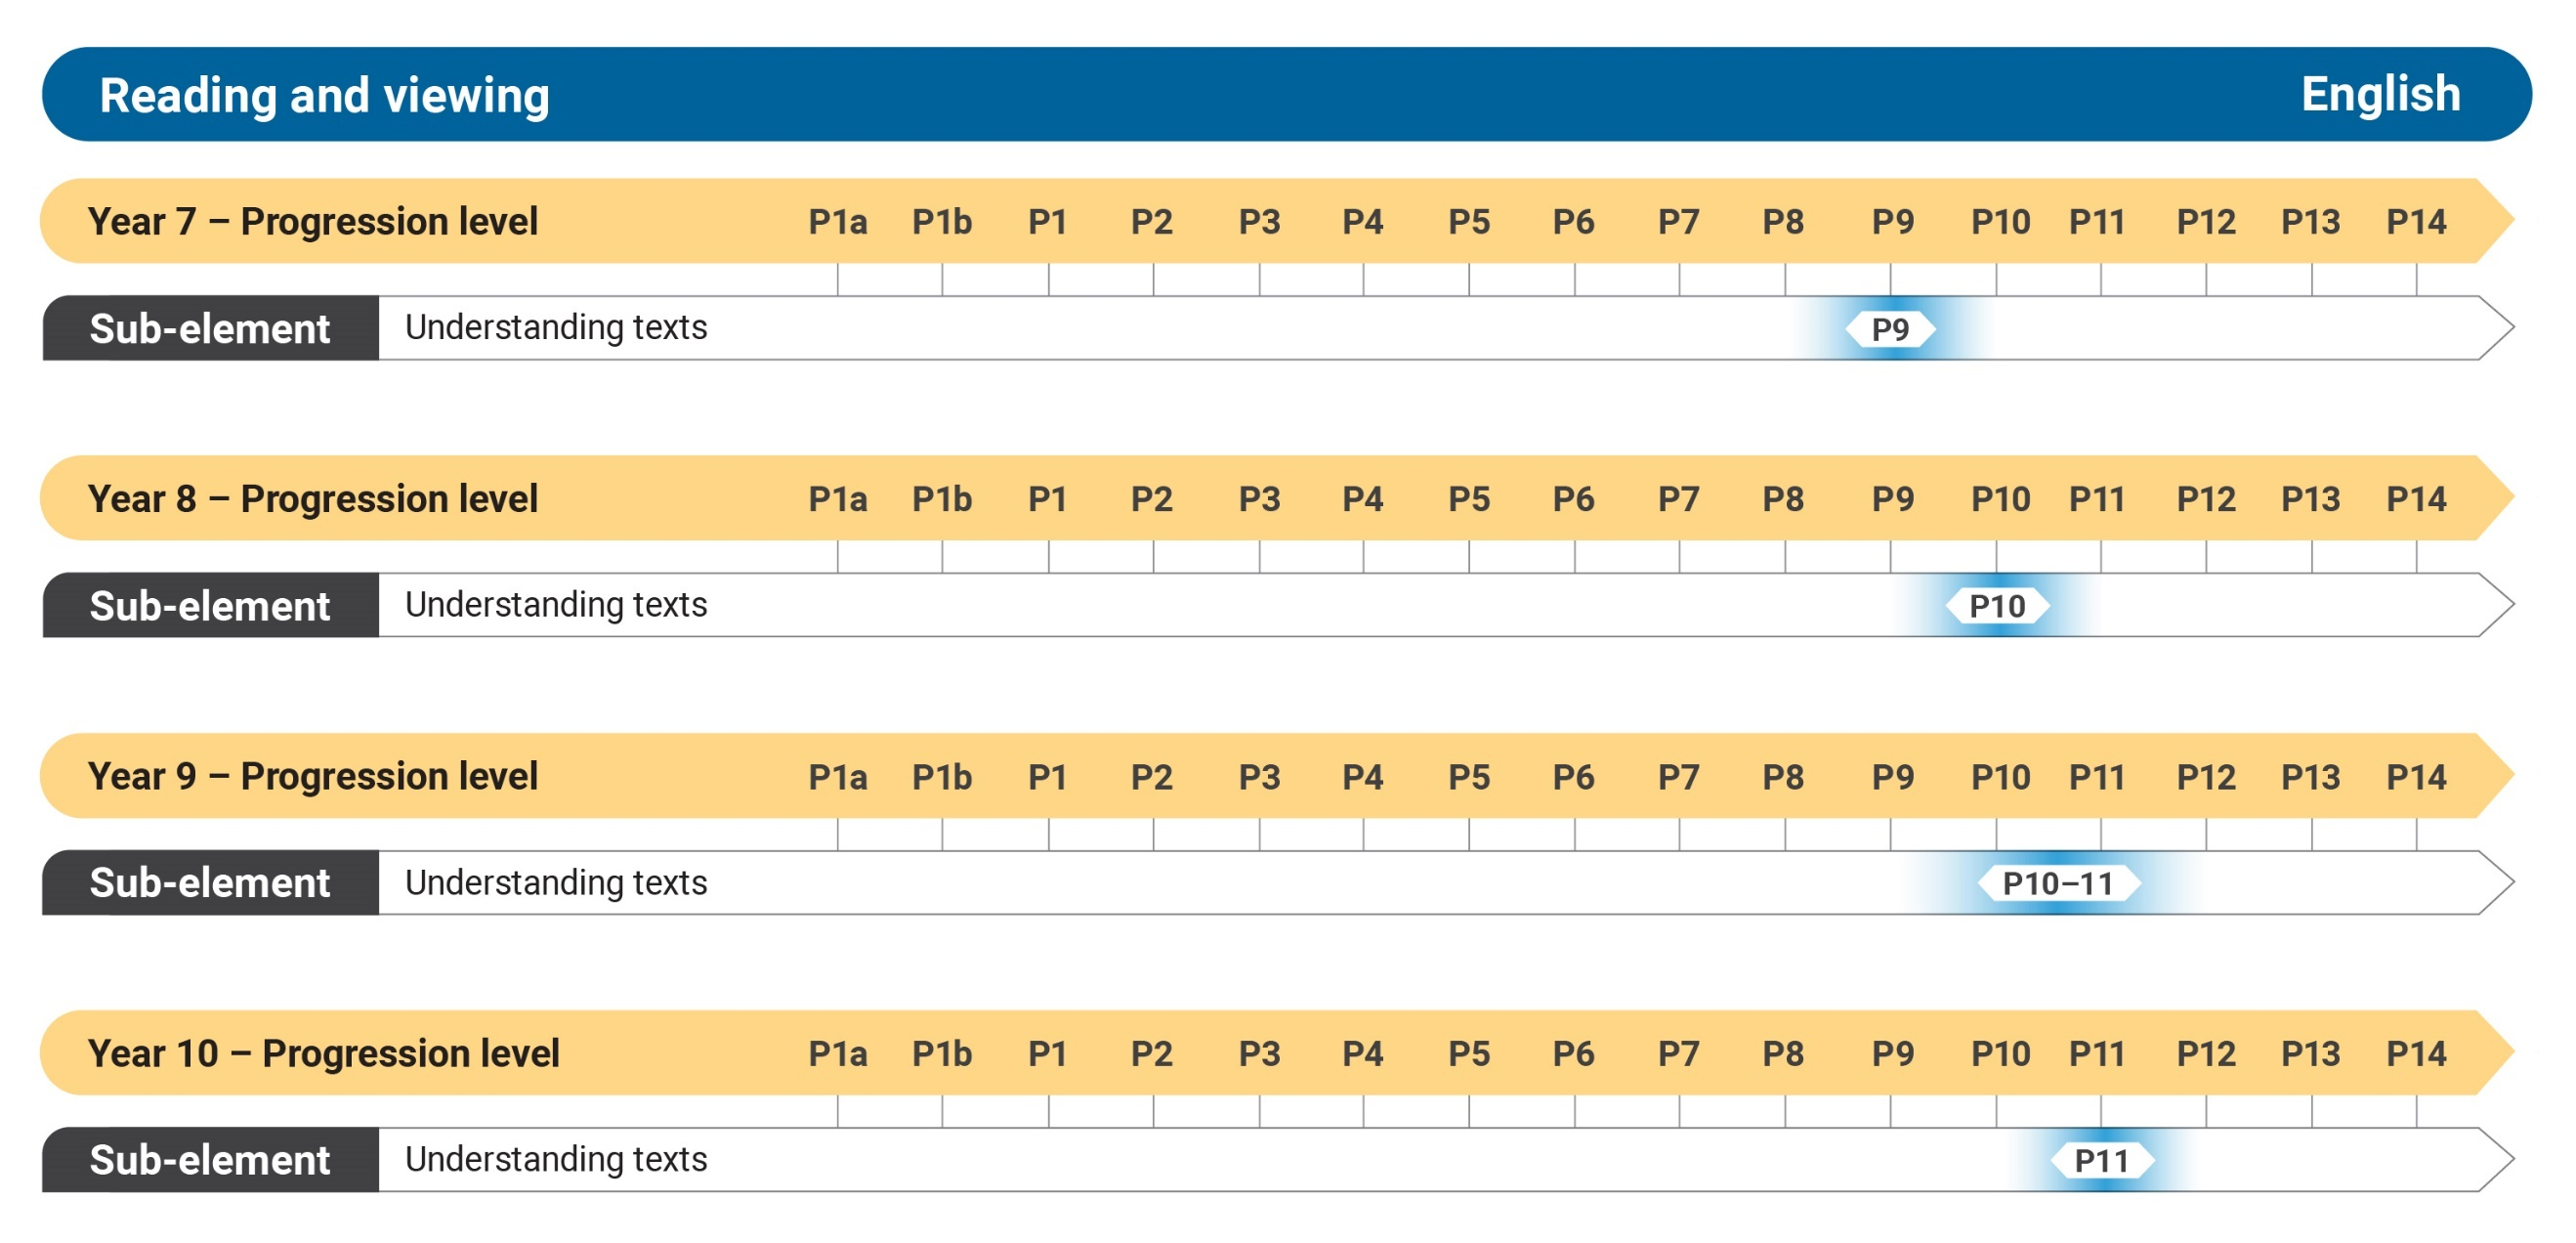 Reading and viewing English
Year 7 – Progression level P1a P1b P1 P2 P3 P4 P5 P6 P7 P8 P9 P10 P11 P12 P13 P14
Sub-element Understanding texts P9
Year 8 – Progression level P1a P1b P1 P2 P3 P4 P5 P6 P7 P8 P9 P10 P11 P12 P13 P14
Sub-element Understanding texts P10
Year 9 – Progression level P1a P1b P1 P2 P3 P4 P5 P6 P7 P8 P9 P10 P11 P12 P13 P14
Sub-element Understanding texts P10–11
Year 10 – Progression level P1a P1b P1 P2 P3 P4 P5 P6 P7 P8 P9 P10 P11 P12 P13 P14
Sub-element Understanding texts P11